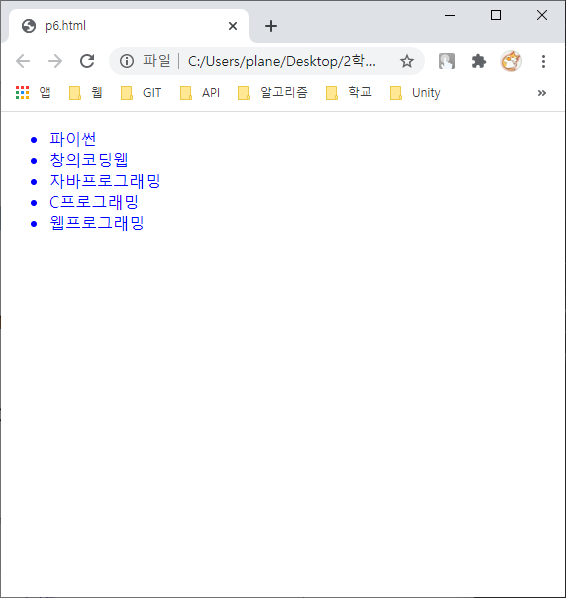 p6.html
파일 C:/Users/plane/Desktop/2학...
앱 웹 GIT API 알고리즘 학교 Unity
파이썬
창의코딩웹
자바프로그래밍
C프로그래밍
웹프로그래밍